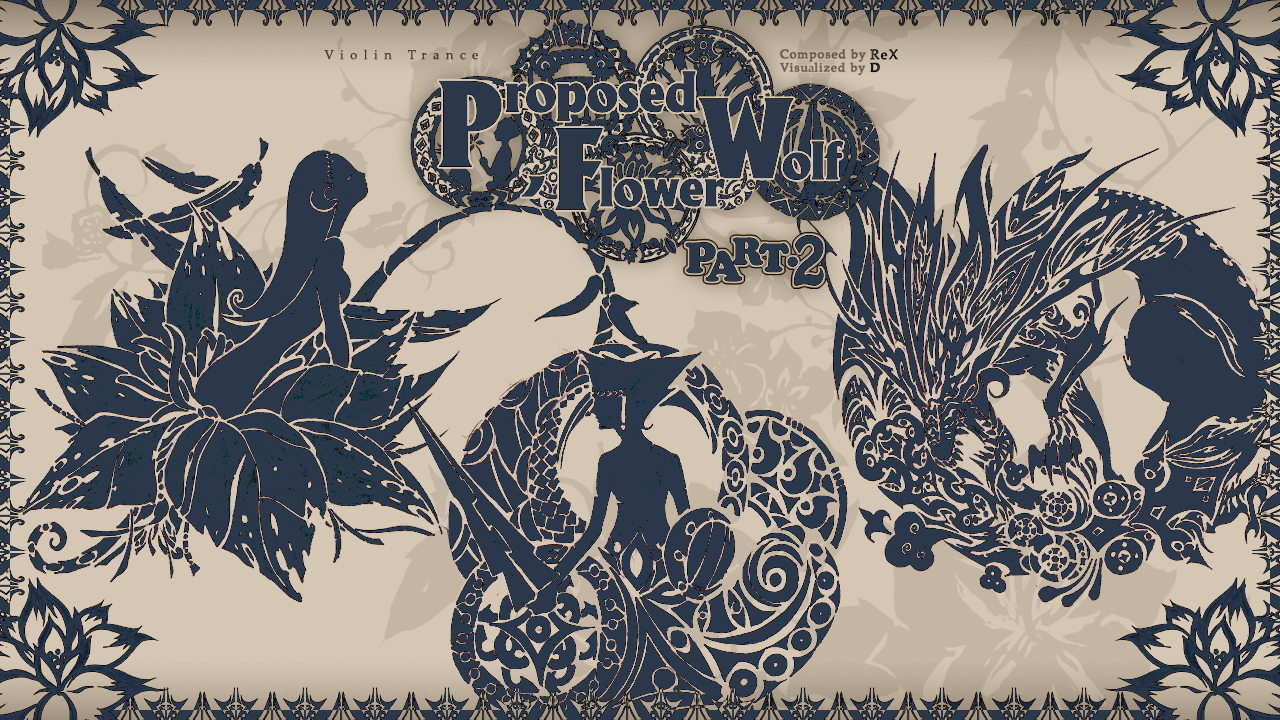 Violin Trance
Composed by ReX
Visualized by D
Proposed
Flower
Wolf
PART.2